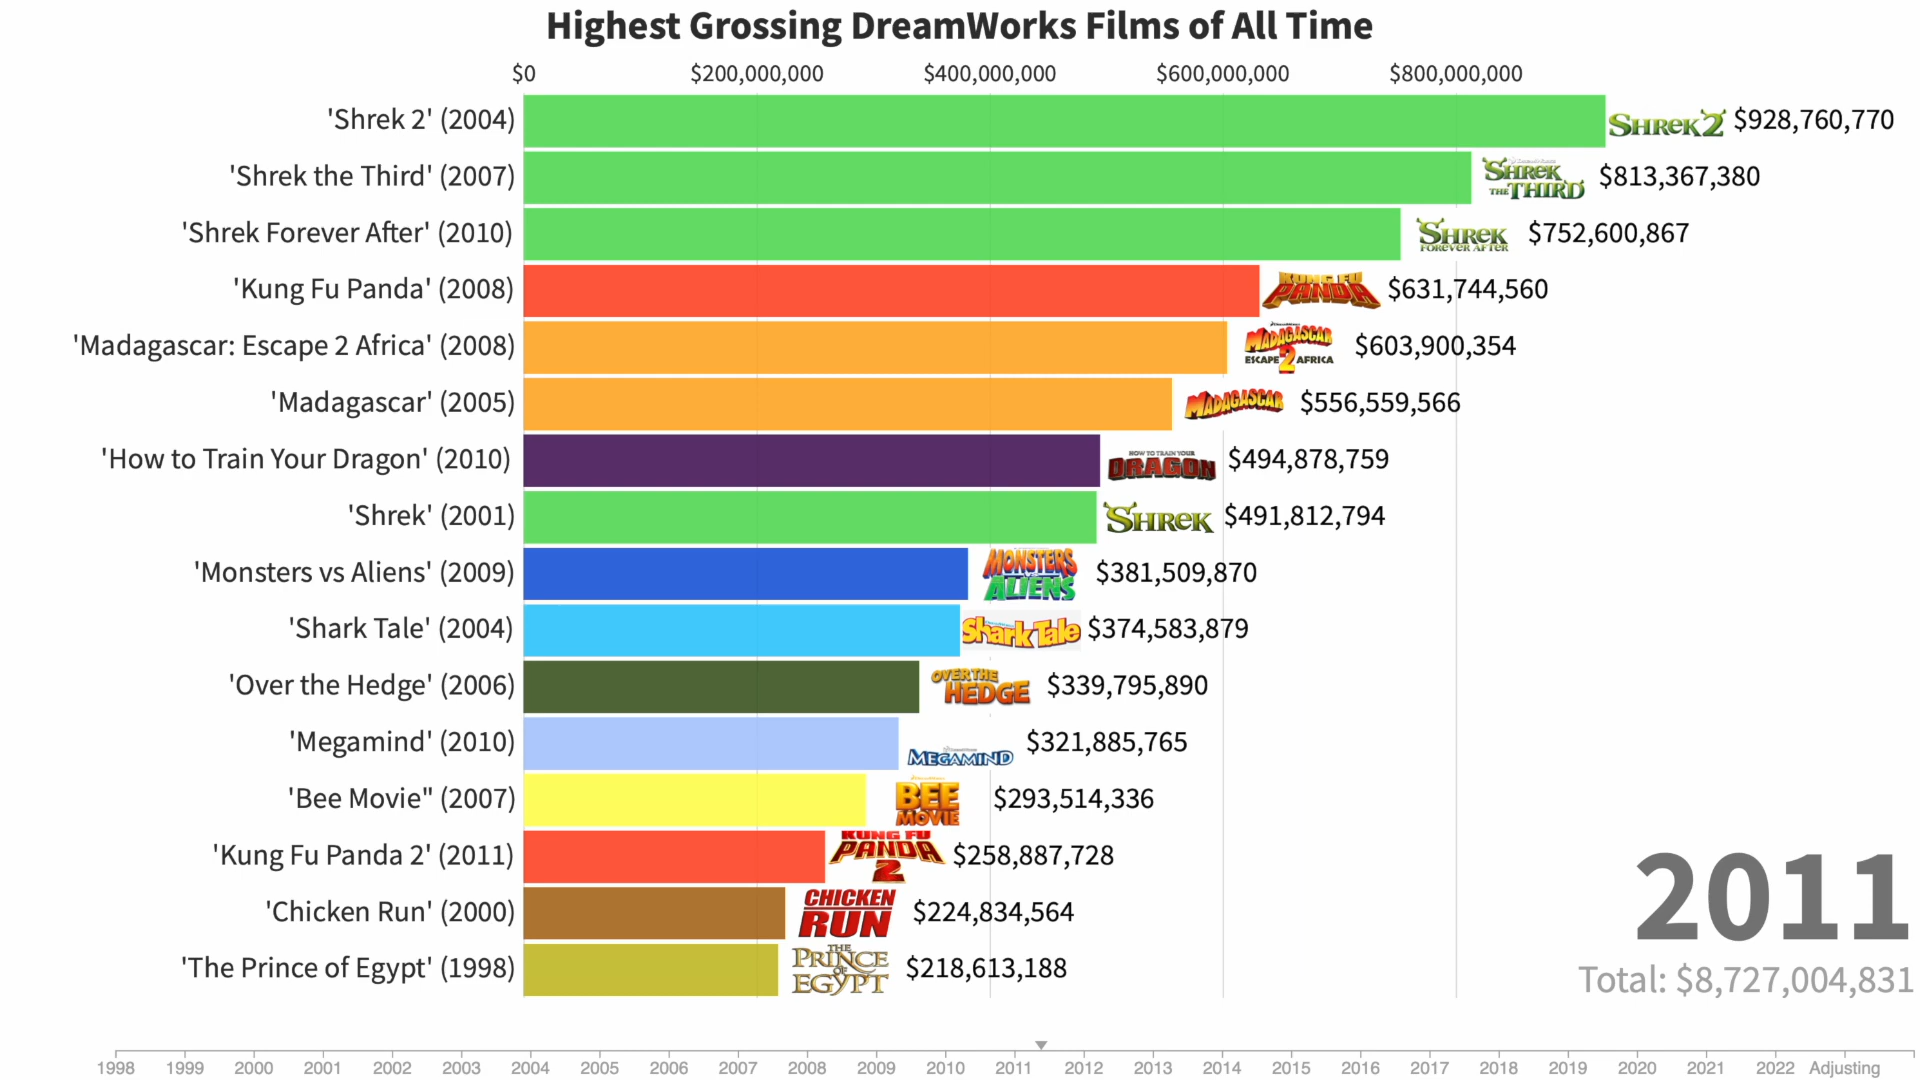 Highest Grossing DreamWorks Films of All Time
$0 $200,000,000 $400,000,000 $600,000,000 $800,000,000
'Shrek 2' (2004) SHREK 2 $928,760,770
'Shrek the Third' (2007) SHREK THE THIRD $813,367,380
'Shrek Forever After' (2010) SHREK FOREVER AFTER $752,600,867
'Kung Fu Panda' (2008) KUNG FU PANDA $631,744,560
'Madagascar: Escape 2 Africa' (2008) MADAGASCAR ESCAPE 2 AFRICA $603,900,354
'Madagascar' (2005) MADAGASCAR $556,559,566
'How to Train Your Dragon' (2010) HOW TO TRAIN YOUR DRAGON $494,878,759
'Shrek' (2001) SHREK $491,812,794
'Monsters vs Aliens' (2009) MONSTERS VS ALIENS $381,509,870
'Shark Tale' (2004) Shark Tale $374,583,879
'Over the Hedge' (2006) OVER THE HEDGE $339,795,890
'Megamind' (2010) MEGAMIND $321,885,765
'Bee Movie" (2007) BEE MOVIE $293,514,336
'Kung Fu Panda 2' (2011) KUNG FU PANDA 2 $258,887,728
'Chicken Run' (2000) CHICKEN RUN $224,834,564
'The Prince of Egypt' (1998) THE PRINCE OF EGYPT $218,613,188
2011
Total: $8,727,004,831
1998 1999 2000 2001 2002 2003 2004 2005 2006 2007 2008 2009 2010 2011 2012 2013 2014 2015 2016 2017 2018 2019 2020 2021 2022 Adjusting